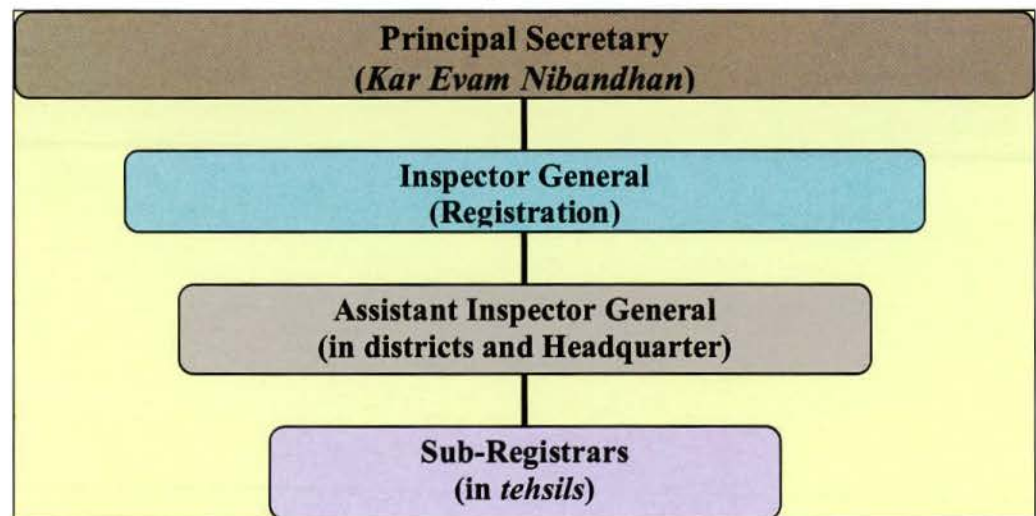 Principal Secretary
(Kar Evam Nibandhan)
Inspector General
(Registration)
Assistant Inspector General
(in districts and Headquarter)
Sub-Registrars
(in tehsils)